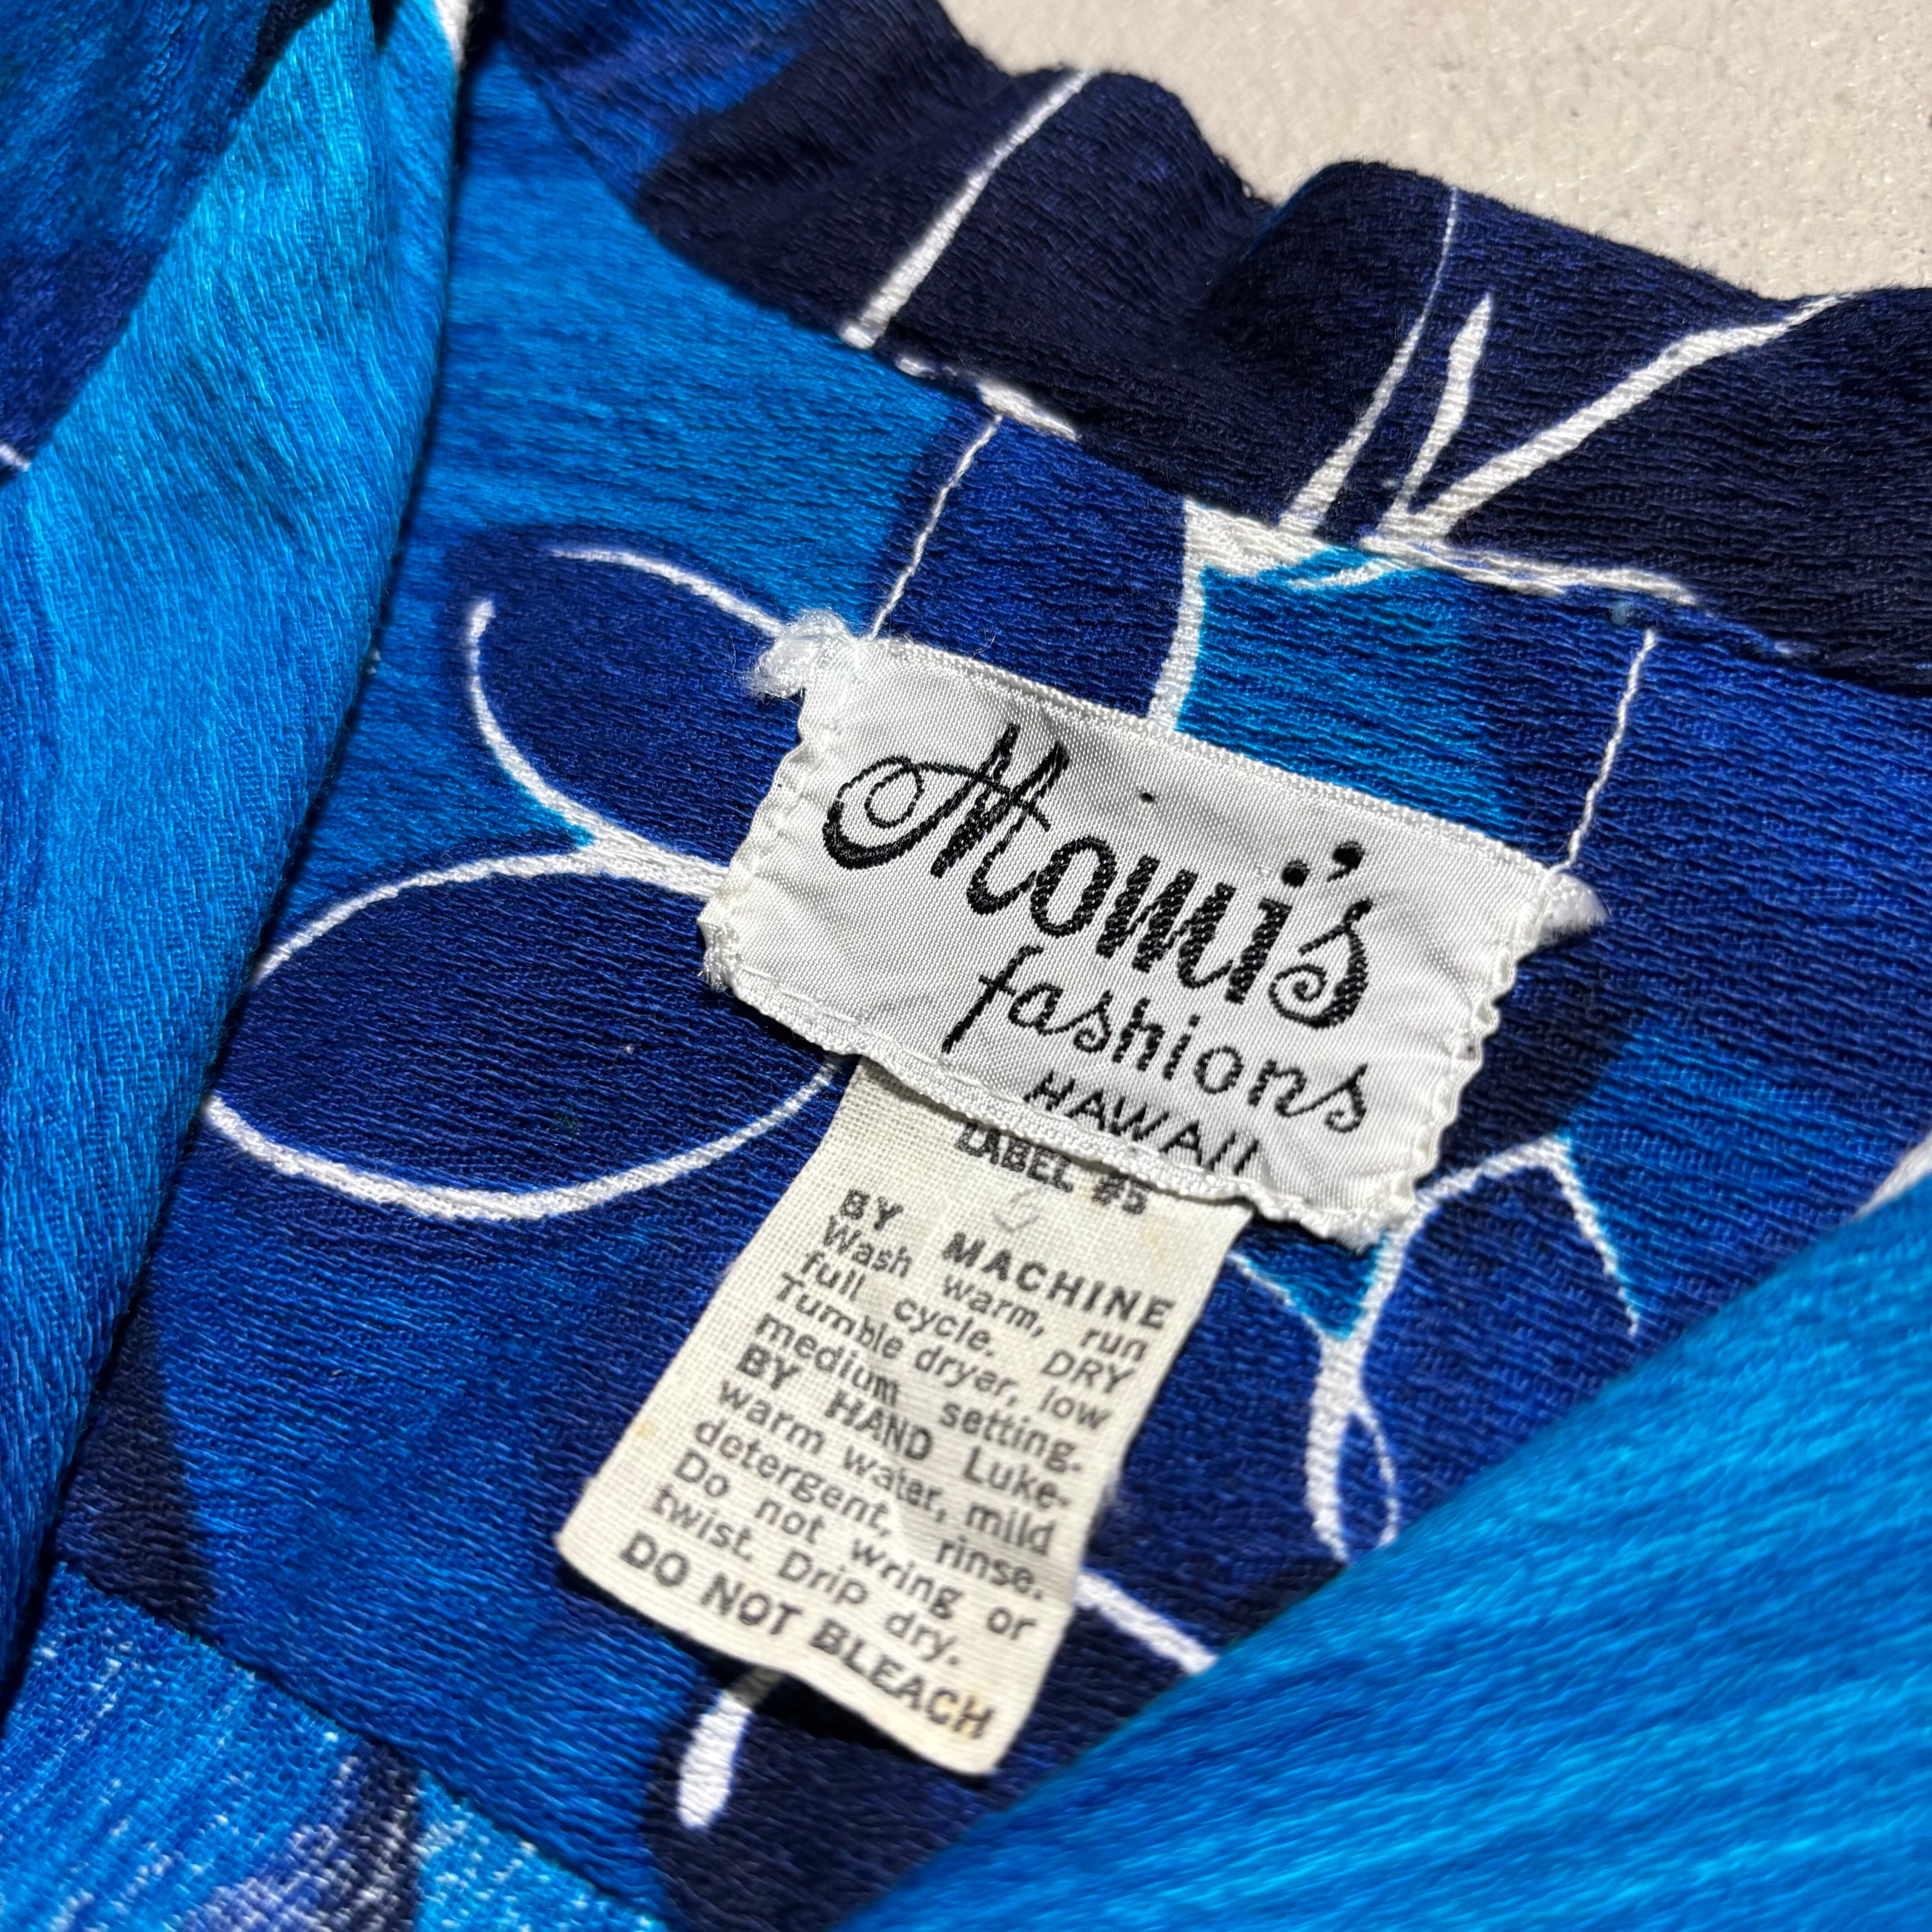 Momi's
fashions
HAWAII
LABEL #5
BY MACHINE
Wash warm, run
full cycle. DRY
Tumble dryer, low
medium setting.
BY HAND Luke-
warm water, mild
detergent, rinse.
Do not wring or
twist. Drip dry.
DO NOT BLEACH